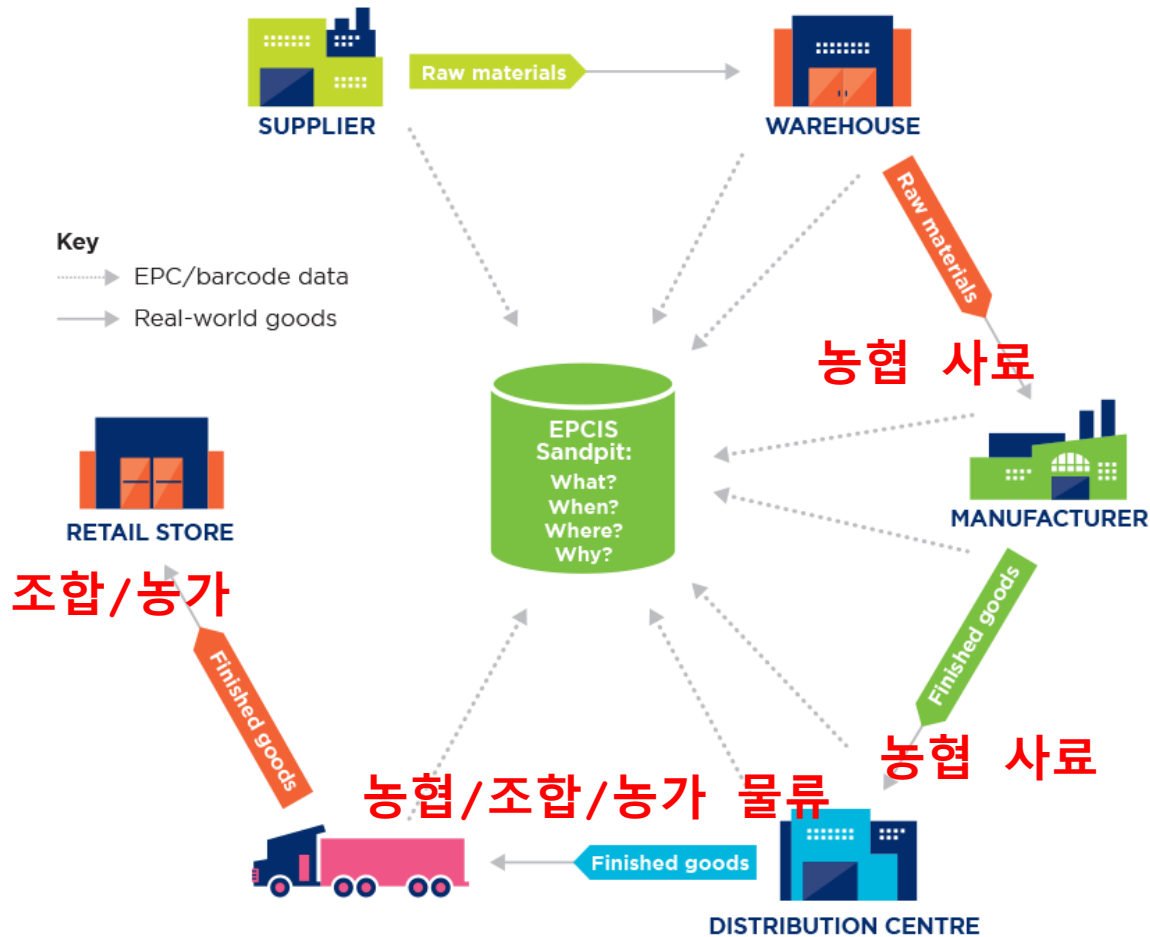 Raw materials
SUPPLIER
WAREHOUSE
Raw materials
Key
EPC/barcode data
Real-world goods
농협 사료
EPCIS
Sandpit:
What?
When?
Where?
Why?
RETAIL STORE
MANUFACTURER
조합/농가
Finished goods
Finished goods
농협 사료
농협/조합/농가 물류
Finished goods
DISTRIBUTION CENTRE